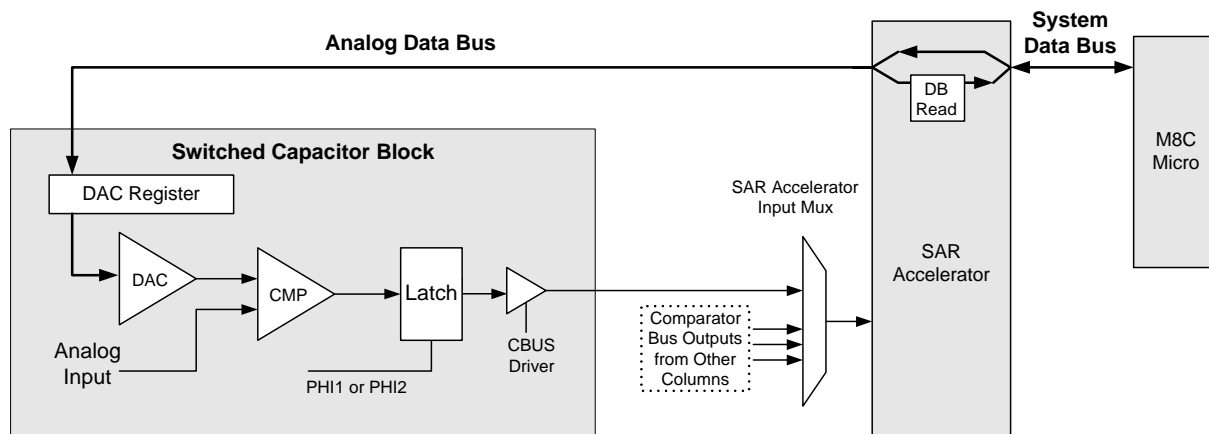 Analog Data Bus
System
Data Bus
DB
Read
M8C
Micro
Switched Capacitor Block
DAC Register
SAR Accelerator
Input Mux
SAR
Accelerator
DAC
CMP
Latch
CBUS
Driver
Analog
Input
PHI1 or PHI2
Comparator
Bus Outputs
from Other
Columns